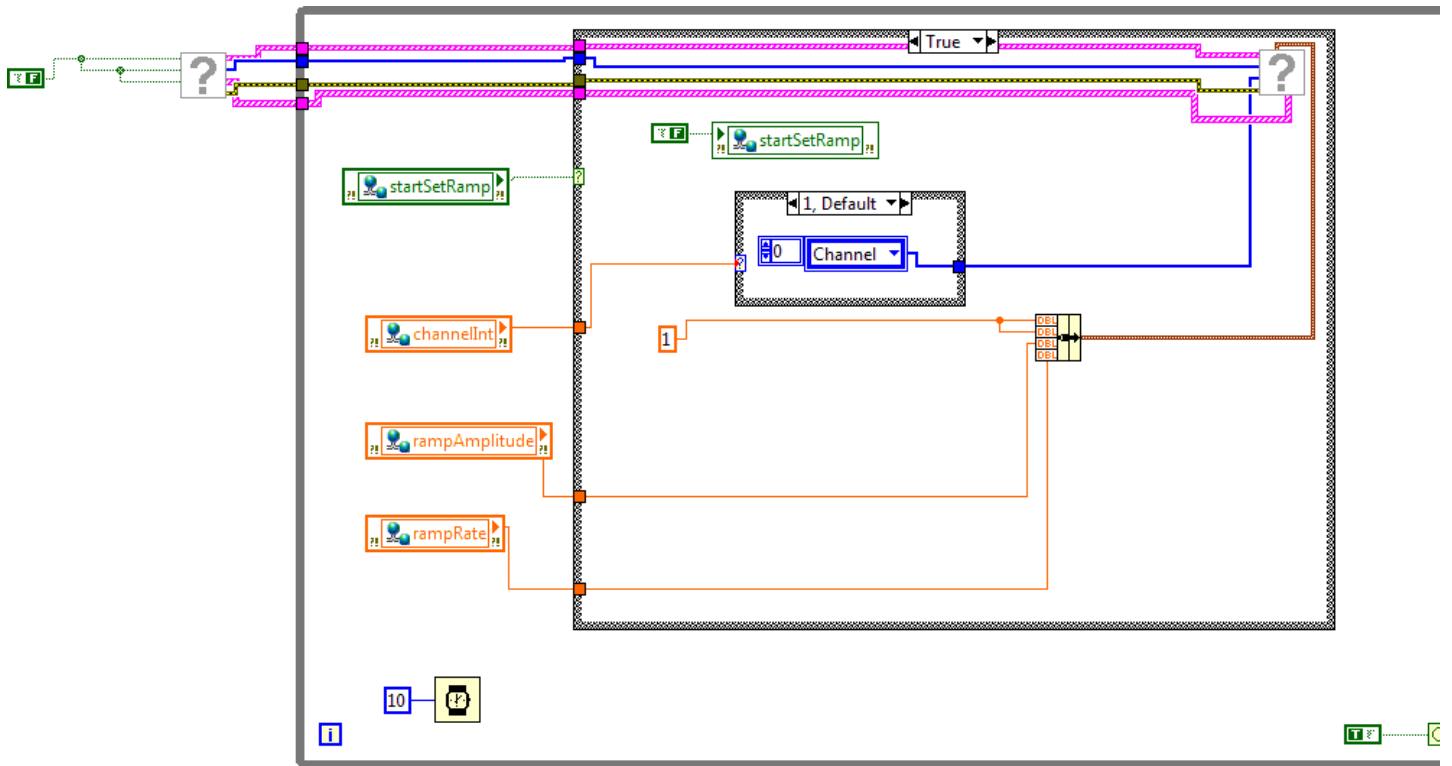 True
?
?
F
F
startSetRamp
?!
?!
?
startSetRamp
?!
?!
1, Default
0
Channel
?
channelInt
?!
?!
1
DBL
DBL
DBL
DBL
rampAmplitude
?!
?!
rampRate
?!
?!
10
i
T